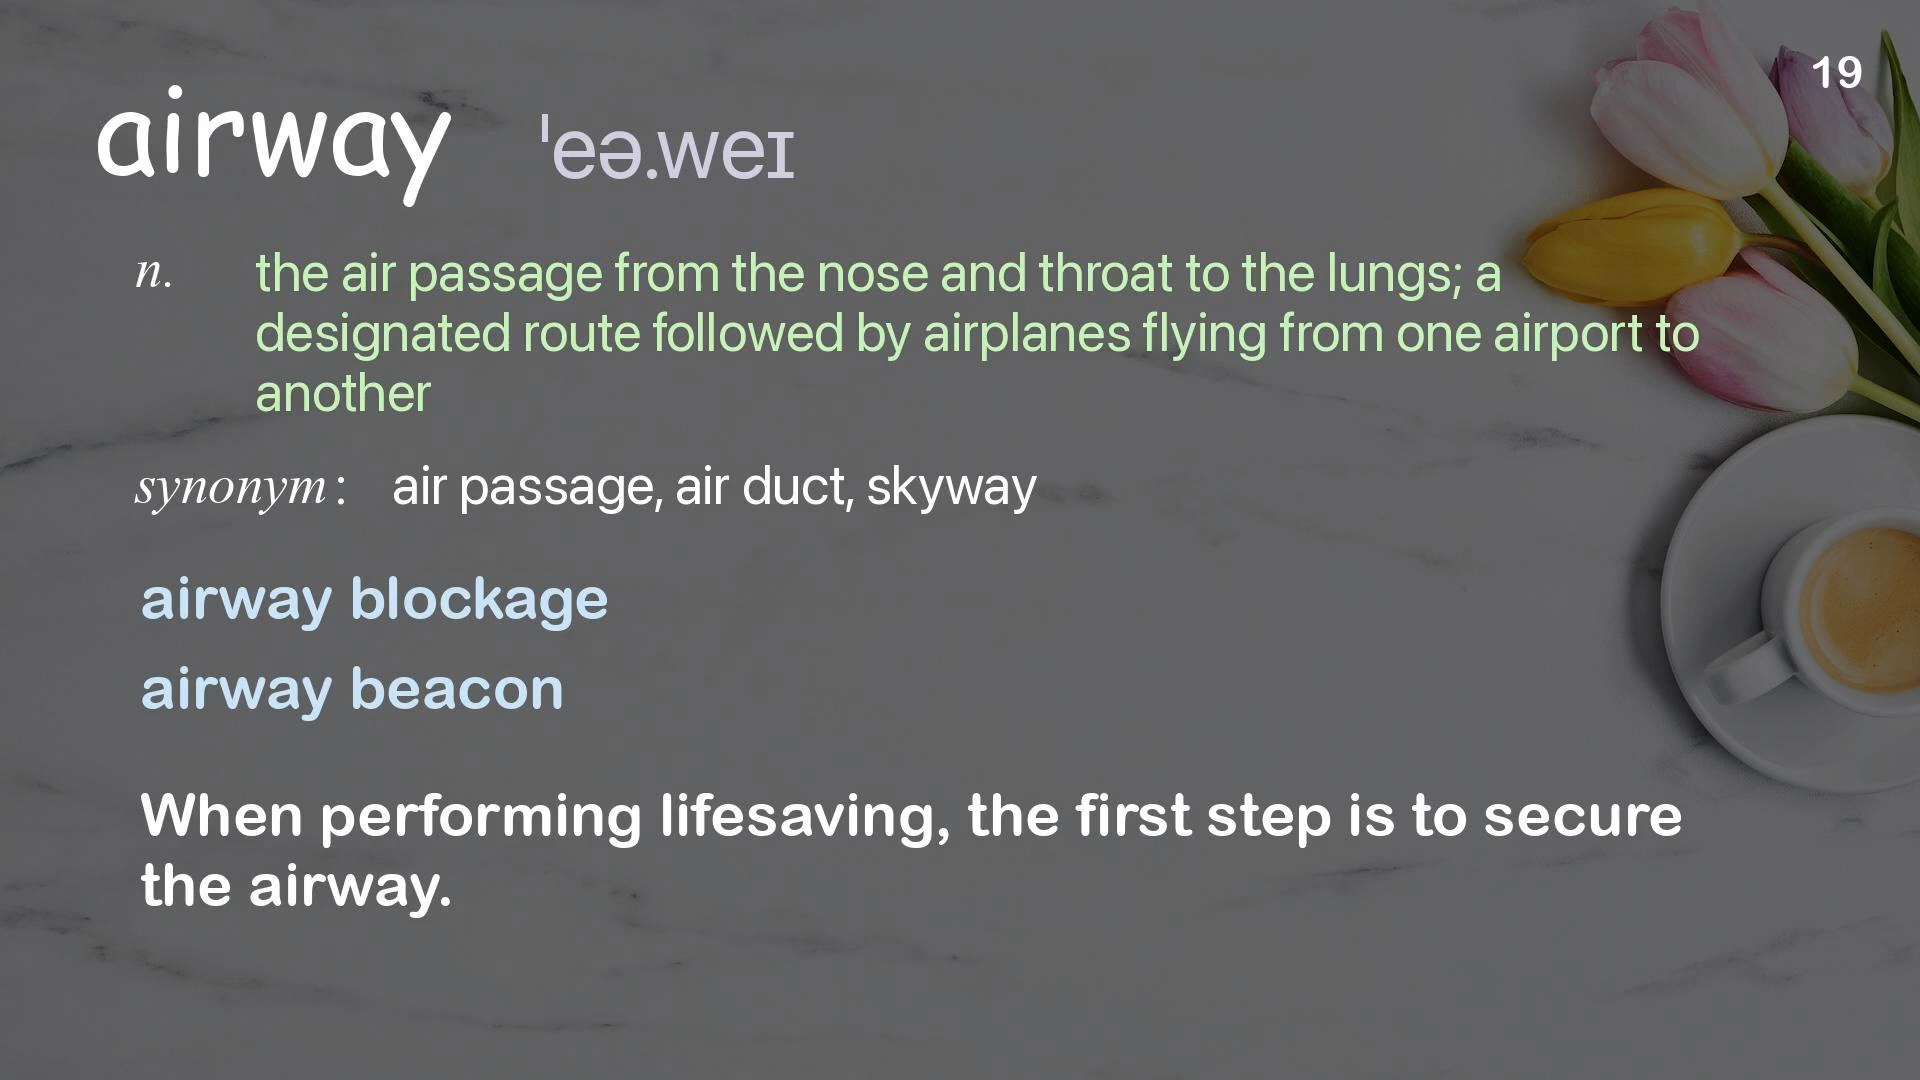 19
airway ˈeə.weɪ
n. the air passage from the nose and throat to the lungs; a
designated route followed by airplanes flying from one airport to
another
synonym: air passage, air duct, skyway
airway blockage
airway beacon
When performing lifesaving, the first step is to secure
the airway.